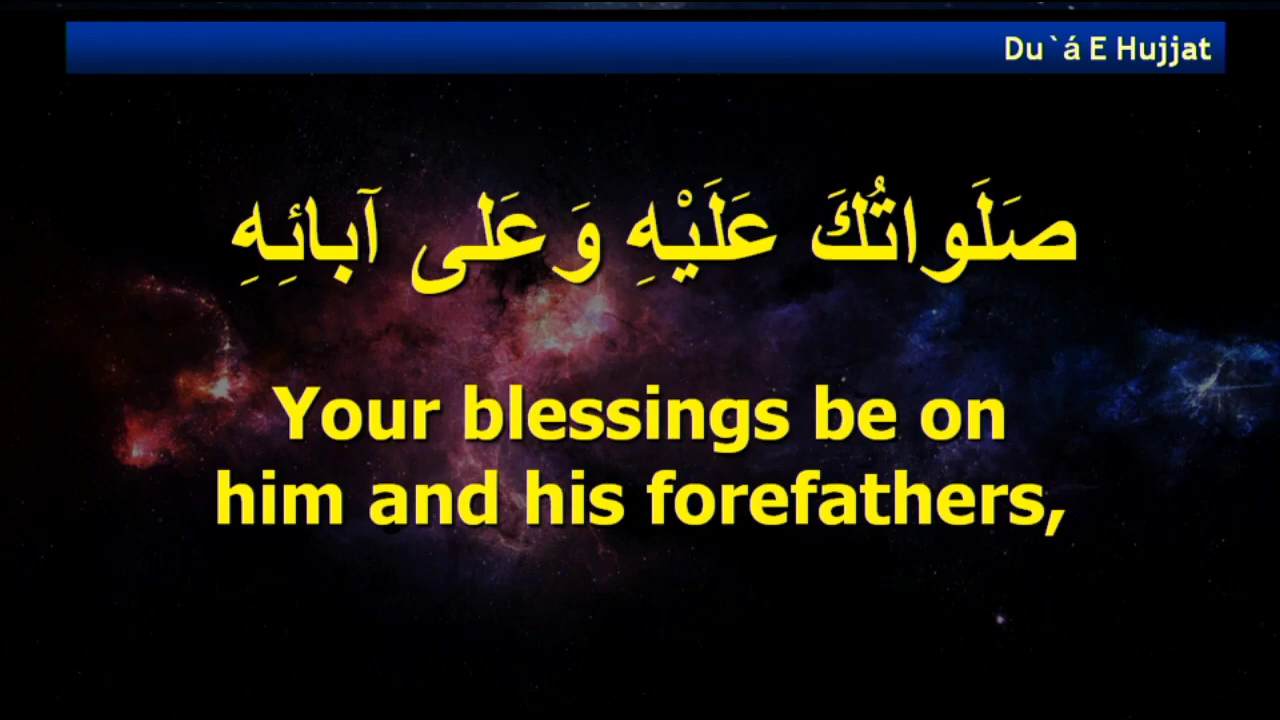 Du`á E Hujjat
صَلَواتُكَ عَلَيْهِ وَعَلى آبائِهِ
Your blessings be on
him and his forefathers,